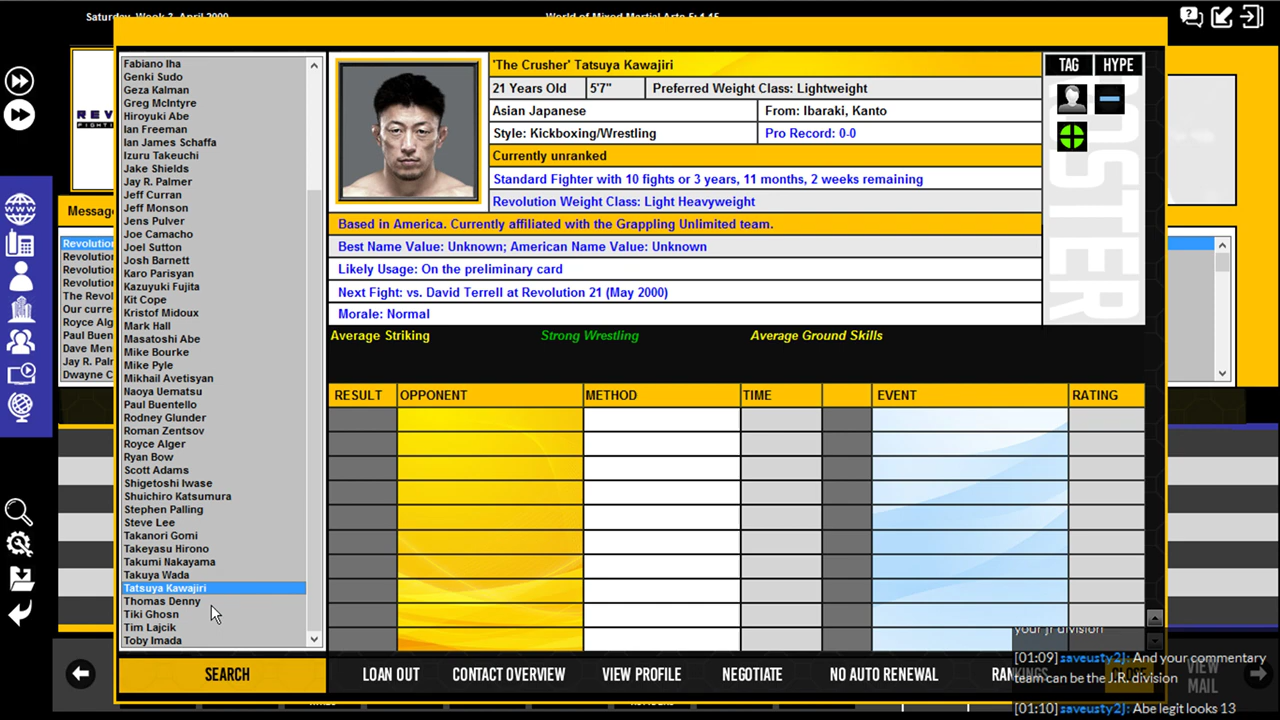 Saturday, Week 3, April 2000
World of Mixed Martial Arts 5: 1.15
Fabiano Iha
Genki Sudo
Geza Kalman
Greg McIntyre
Hiroyuki Abe
Ian Freeman
Ian James Schaffa
Izuru Takeuchi
Jake Shields
Jay R. Palmer
Jeff Curran
Jeff Monson
Jens Pulver
Joe Camacho
Joel Sutton
Josh Barnett
Karo Parisyan
Kazuyuki Fujita
Kit Cope
Kristof Midoux
Mark Hall
Masatoshi Abe
Mike Bourke
Mike Pyle
Mikhail Avetisyan
Naoya Uematsu
Paul Buentello
Rodney Glunder
Roman Zentsov
Royce Alger
Ryan Bow
Scott Adams
Shigetoshi Iwase
Shuichiro Katsumura
Stephen Palling
Steve Lee
Takanori Gomi
Takeyasu Hirono
Takumi Nakayama
Takuya Wada
Tatsuya Kawajiri
Thomas Denny
Tiki Ghosn
Tim Lajcik
Toby Imada
SEARCH
'The Crusher' Tatsuya Kawajiri
21 Years Old
5'7"
Preferred Weight Class: Lightweight
Asian Japanese
From: Ibaraki, Kanto
Style: Kickboxing/Wrestling
Pro Record: 0-0
Currently unranked
Standard Fighter with 10 fights or 3 years, 11 months, 2 weeks remaining
Revolution Weight Class: Light Heavyweight
Based in America. Currently affiliated with the Grappling Unlimited team.
Best Name Value: Unknown; American Name Value: Unknown
Likely Usage: On the preliminary card
Next Fight: vs. David Terrell at Revolution 21 (May 2000)
Morale: Normal
Average Striking
Strong Wrestling
Average Ground Skills
TAG
HYPE
ROSTER
RESULT
OPPONENT
METHOD
TIME
EVENT
RATING
LOAN OUT
CONTACT OVERVIEW
VIEW PROFILE
NEGOTIATE
NO AUTO RENEWAL
RANKINGS
CLOSE
VIEW
MAIL
REV
FIGHTI
Messag
Revolution
Revolution
Revolution
Revolution
The Revol
Our curre
Royce Alg
Paul Buen
Dave Men
Jay R. Palr
Dwayne C
WWW
your jr division
[01:09] saveusty2J: And your commentary
team can be the J.R. division
[01:10] saveusty2J: Abe legit looks 13